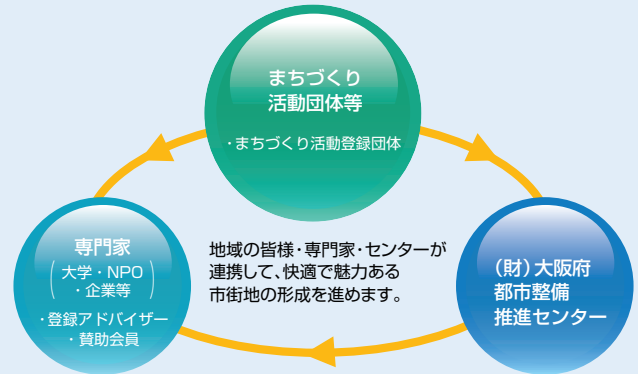 まちづくり
活動団体等
・まちづくり活動登録団体
専門家
(大学・NPO
・企業等)
・登録アドバイザー
・賛助会員
地域の皆様・専門家・センターが
連携して、快適で魅力ある
市街地の形成を進めます。
(財)大阪府
都市整備
推進センター